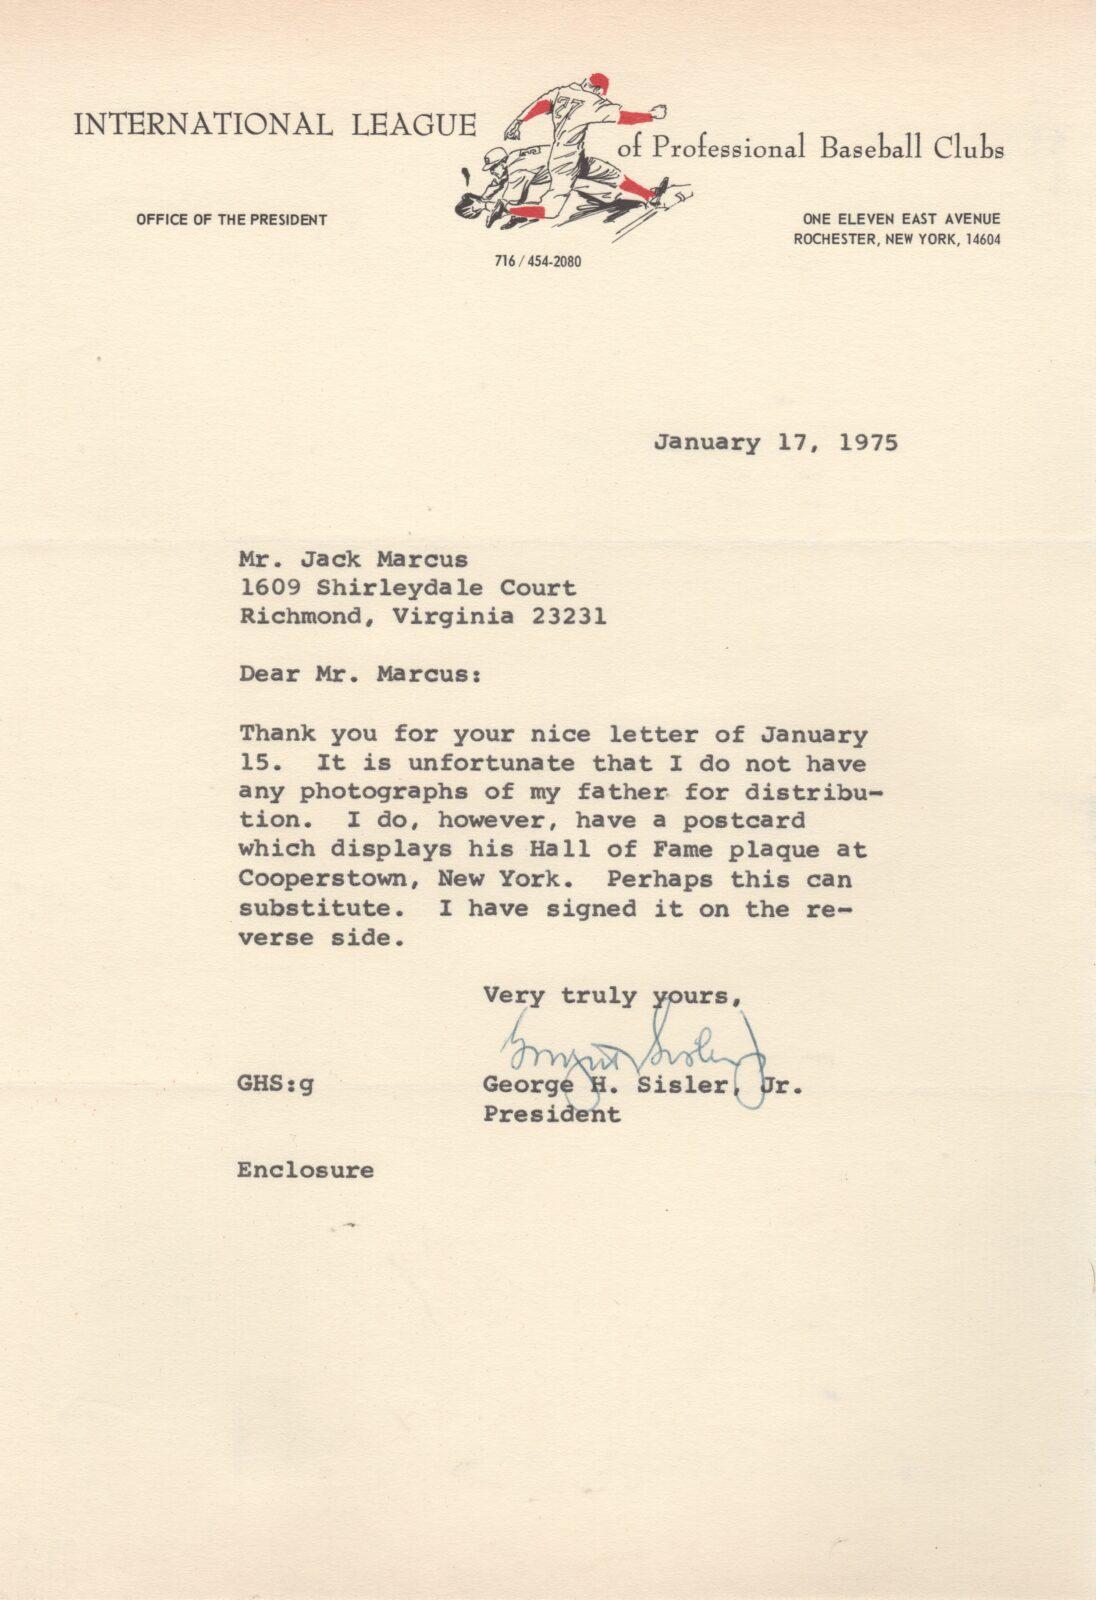 INTERNATIONAL LEAGUE
of Professional Baseball Clubs
27
OFFICE OF THE PRESIDENT
ONE ELEVEN EAST AVENUE
ROCHESTER, NEW YORK, 14604
716 / 454-2080
January 17, 1975
Mr. Jack Marcus
1609 Shirleydale Court
Richmond, Virginia 23231
Dear Mr. Marcus:
Thank you for your nice letter of January
15. It is unfortunate that I do not have
any photographs of my father for distribu-
tion. I do, however, have a postcard
which displays his Hall of Fame plaque at
Cooperstown, New York. Perhaps this can
substitute. I have signed it on the re-
verse side.
Very truly yours,
GHS:g
George H. Sisler, Jr.
President
Enclosure